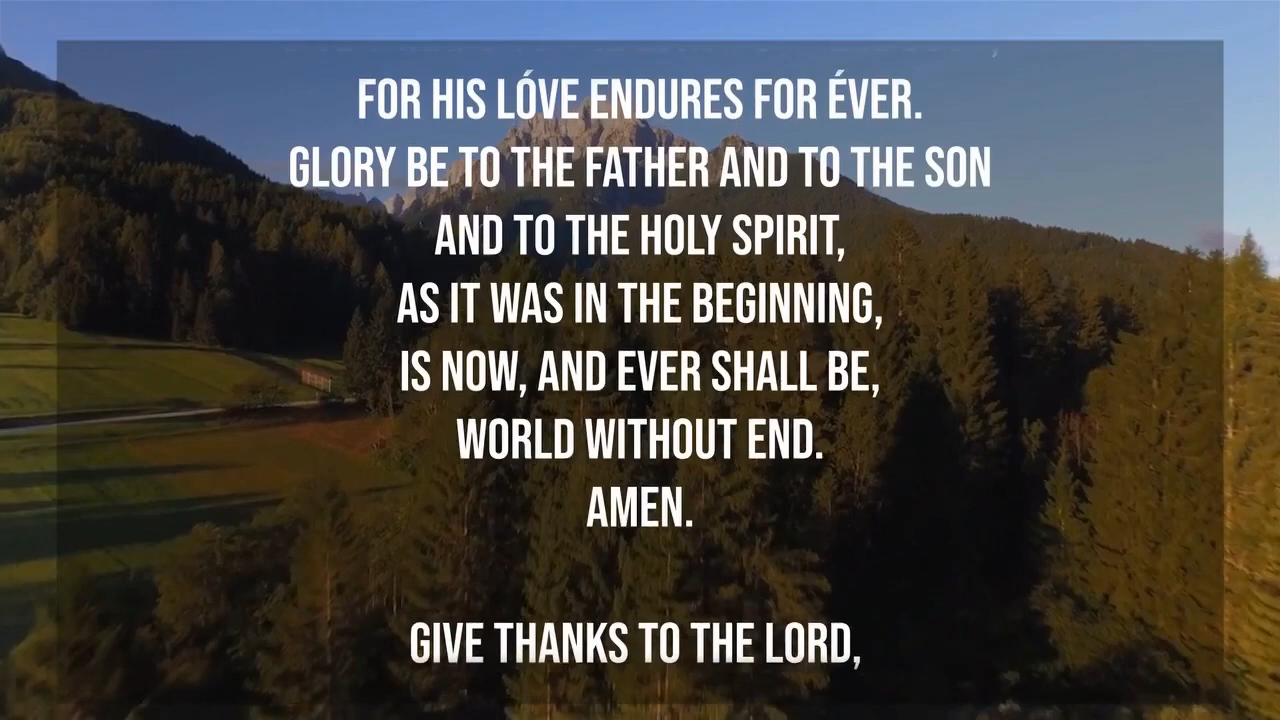 FOR HIS LÓVE ENDURES FOR ÉVER.
GLORY BE TO THE FATHER AND TO THE SON
AND TO THE HOLY SPIRIT,
AS IT WAS IN THE BEGINNING,
IS NOW, AND EVER SHALL BE,
WORLD WITHOUT END.
AMEN.
GIVE THANKS TO THE LORD,